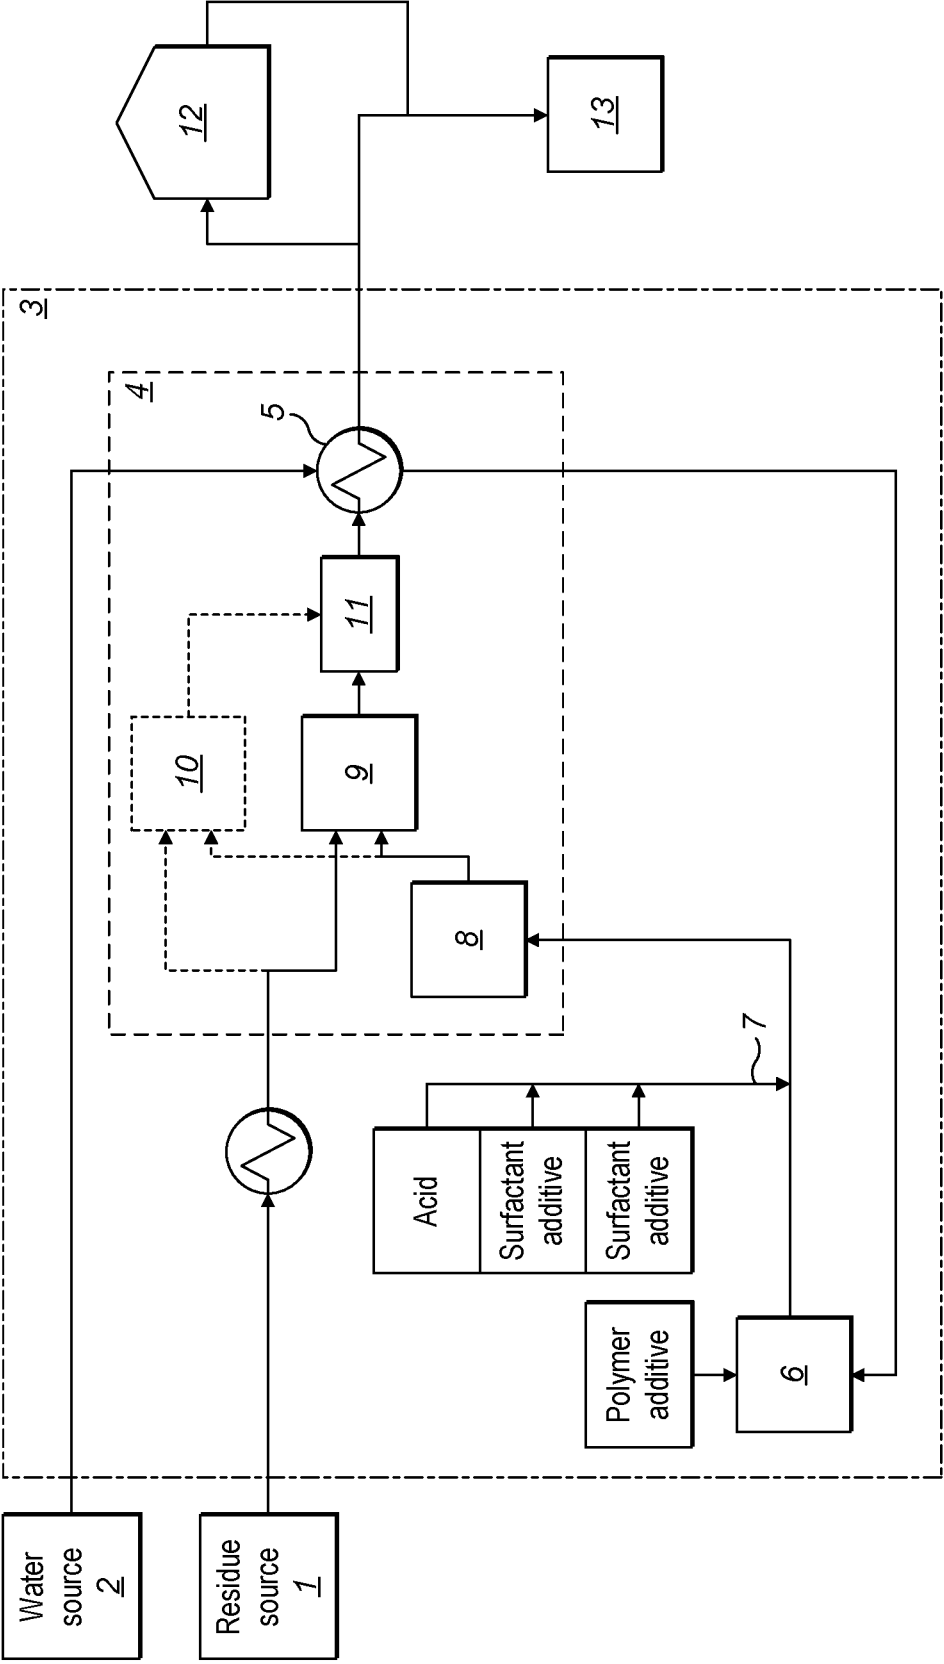 Water
source
2
Residue
source
1
3
4
5
10
11
9
8
7
Acid
Surfactant
additive
Surfactant
additive
Polymer
additive
6
12
13